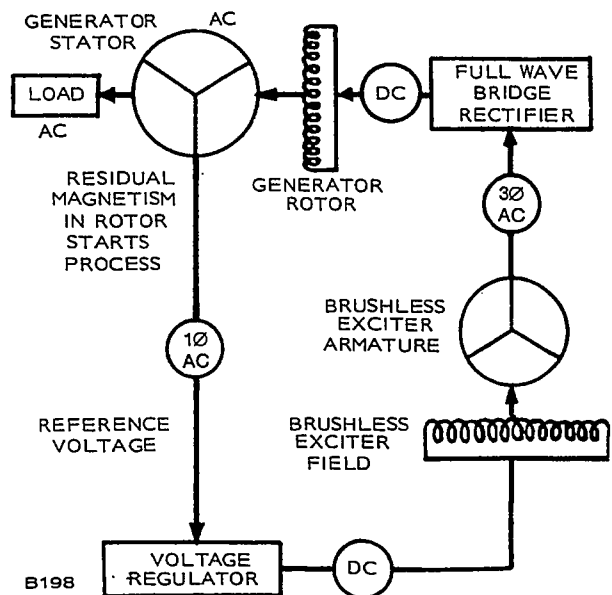 GENERATOR
STATOR
AC
LOAD
AC
DC
FULL WAVE
BRIDGE
RECTIFIER
GENERATOR
ROTOR
RESIDUAL
MAGNETISM
IN ROTOR
STARTS
PROCESS
3Ø
AC
BRUSHLESS
EXCITER
ARMATURE
1Ø
AC
REFERENCE
VOLTAGE
BRUSHLESS
EXCITER
FIELD
VOLTAGE
REGULATOR
DC
B198